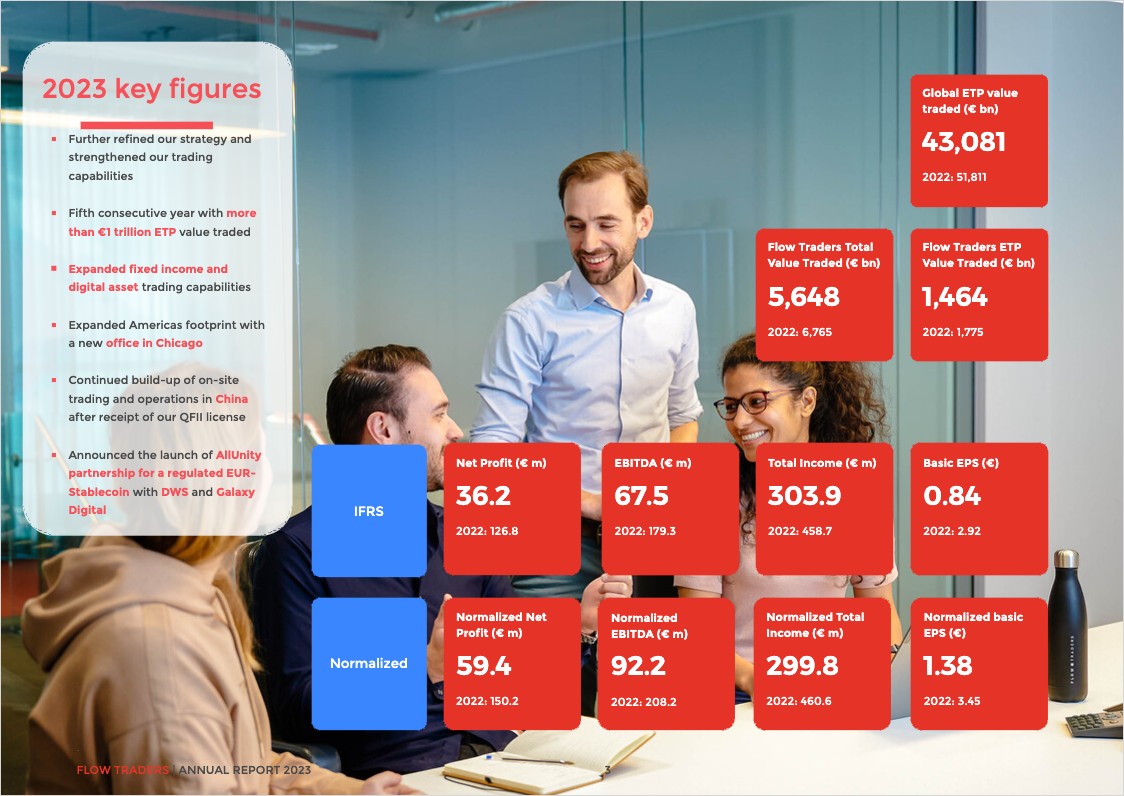 2023 key figures
Further refined our strategy and
strengthened our trading
capabilities
Fifth consecutive year with more
than €1 trillion ETP value traded
Expanded fixed income and
digital asset trading capabilities
Expanded Americas footprint with
a new office in Chicago
Continued build-up of on-site
trading and operations in China
after receipt of our QFII license
Announced the launch of AllUnity
partnership for a regulated EUR-
Stablecoin with DWS and Galaxy
Digital
Global ETP value
traded (€ bn)
43,081
2022: 51,811
Flow Traders Total
Value Traded (€ bn)
5,648
2022: 6,765
Flow Traders ETP
Value Traded (€ bn)
1,464
2022: 1,775
IFRS
Net Profit (€ m)
36.2
2022: 126.8
EBITDA (€ m)
67.5
2022: 179.3
Total Income (€ m)
303.9
2022: 458.7
Basic EPS (€)
0.84
2022: 2.92
Normalized
Normalized Net
Profit (€ m)
59.4
2022: 150.2
Normalized
EBITDA (€ m)
92.2
2022: 208.2
Normalized Total
Income (€ m)
299.8
2022: 460.6
Normalized basic
EPS (€)
1.38
2022: 3.45
FLOW TRADERS
FLOW TRADERS | ANNUAL REPORT 2023
3